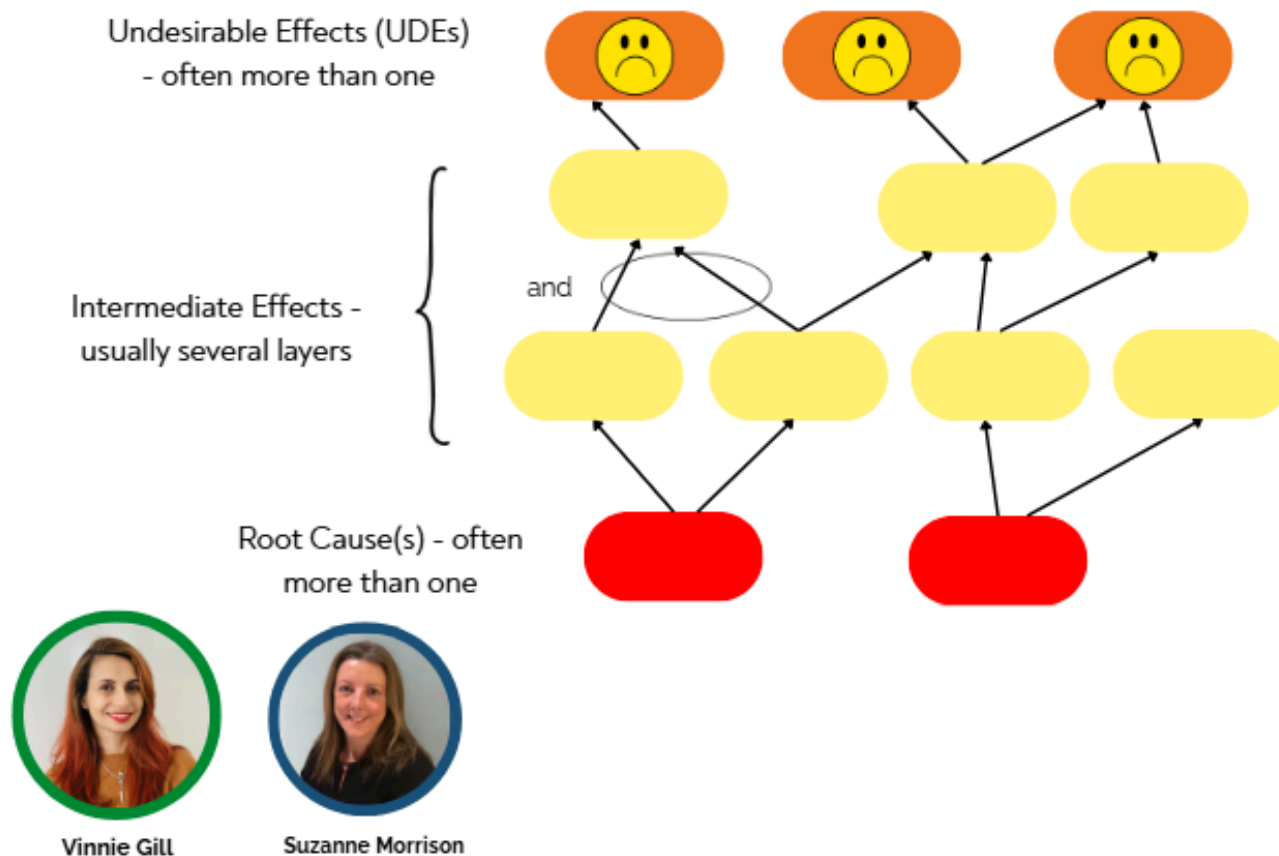 Undesirable Effects (UDEs)
- often more than one
and
Intermediate Effects -
usually several layers
Root Cause(s) - often
more than one
Vinnie Gill
Suzanne Morrison